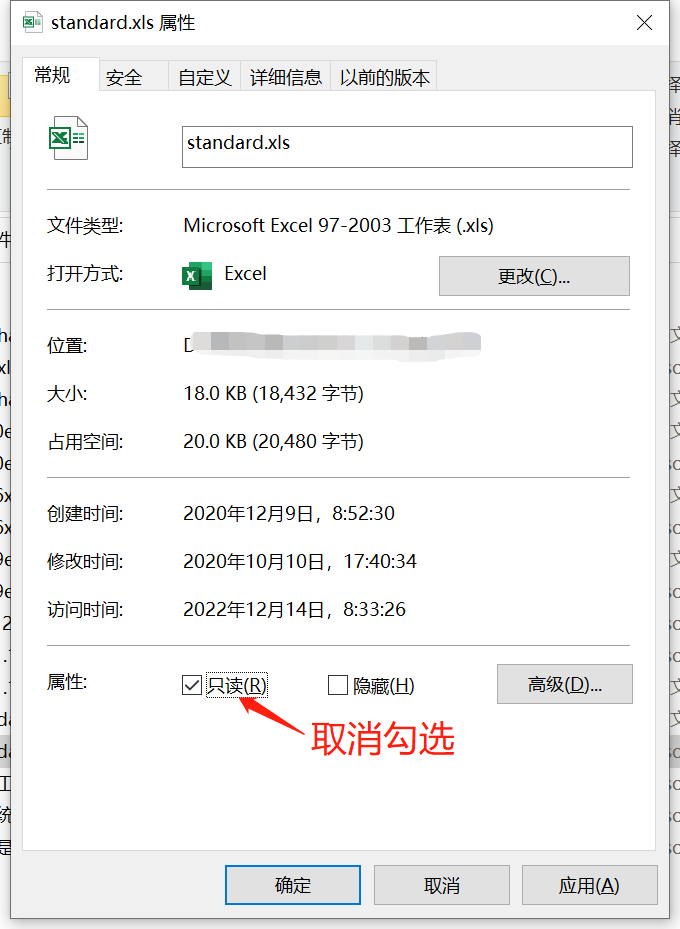 standard.xls 属性
常规 安全 自定义 详细信息 以前的版本
standard.xls
文件类型: Microsoft Excel 97-2003 工作表 (.xls)
打开方式: Excel 更改(C)...
位置:
大小: 18.0 KB (18,432 字节)
占用空间: 20.0 KB (20,480 字节)
创建时间: 2020年12月9日，8:52:30
修改时间: 2020年10月10日，17:40:34
访问时间: 2022年12月14日，8:33:26
属性: 只读(R) 隐藏(H) 高级(D)...
取消勾选
确定 取消 应用(A)